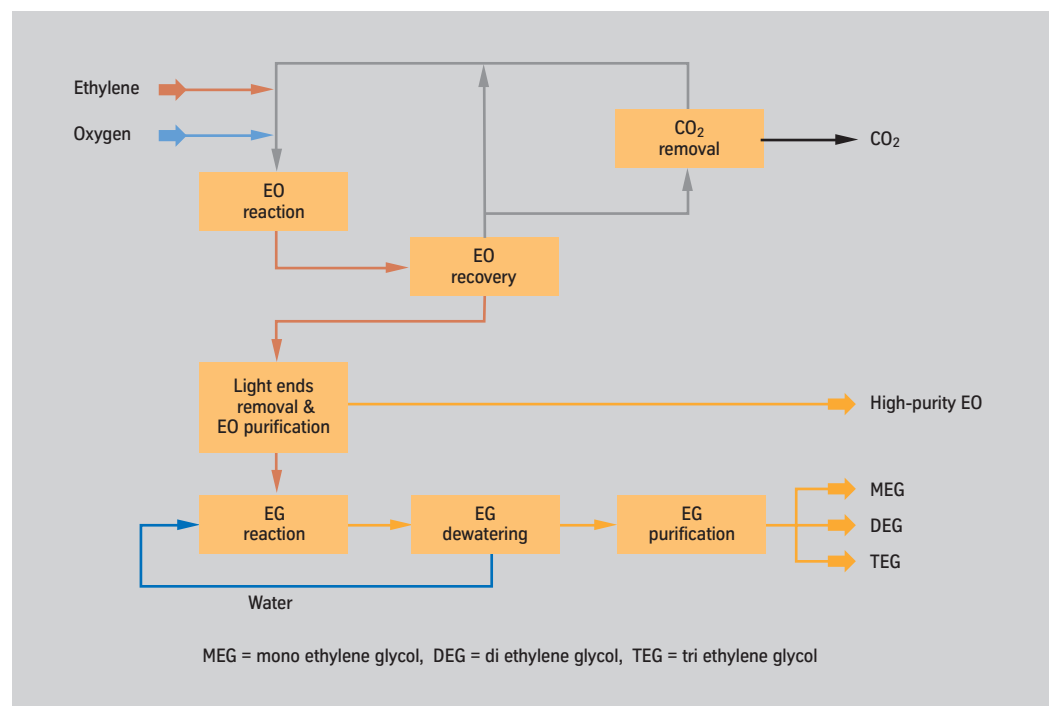 Ethylene
Oxygen
CO₂
removal
CO₂
EO
reaction
EO
recovery
Light ends
removal &
EO purification
High-purity EO
EG
reaction
EG
dewatering
EG
purification
MEG
DEG
TEG
Water
MEG = mono ethylene glycol, DEG = di ethylene glycol, TEG = tri ethylene glycol